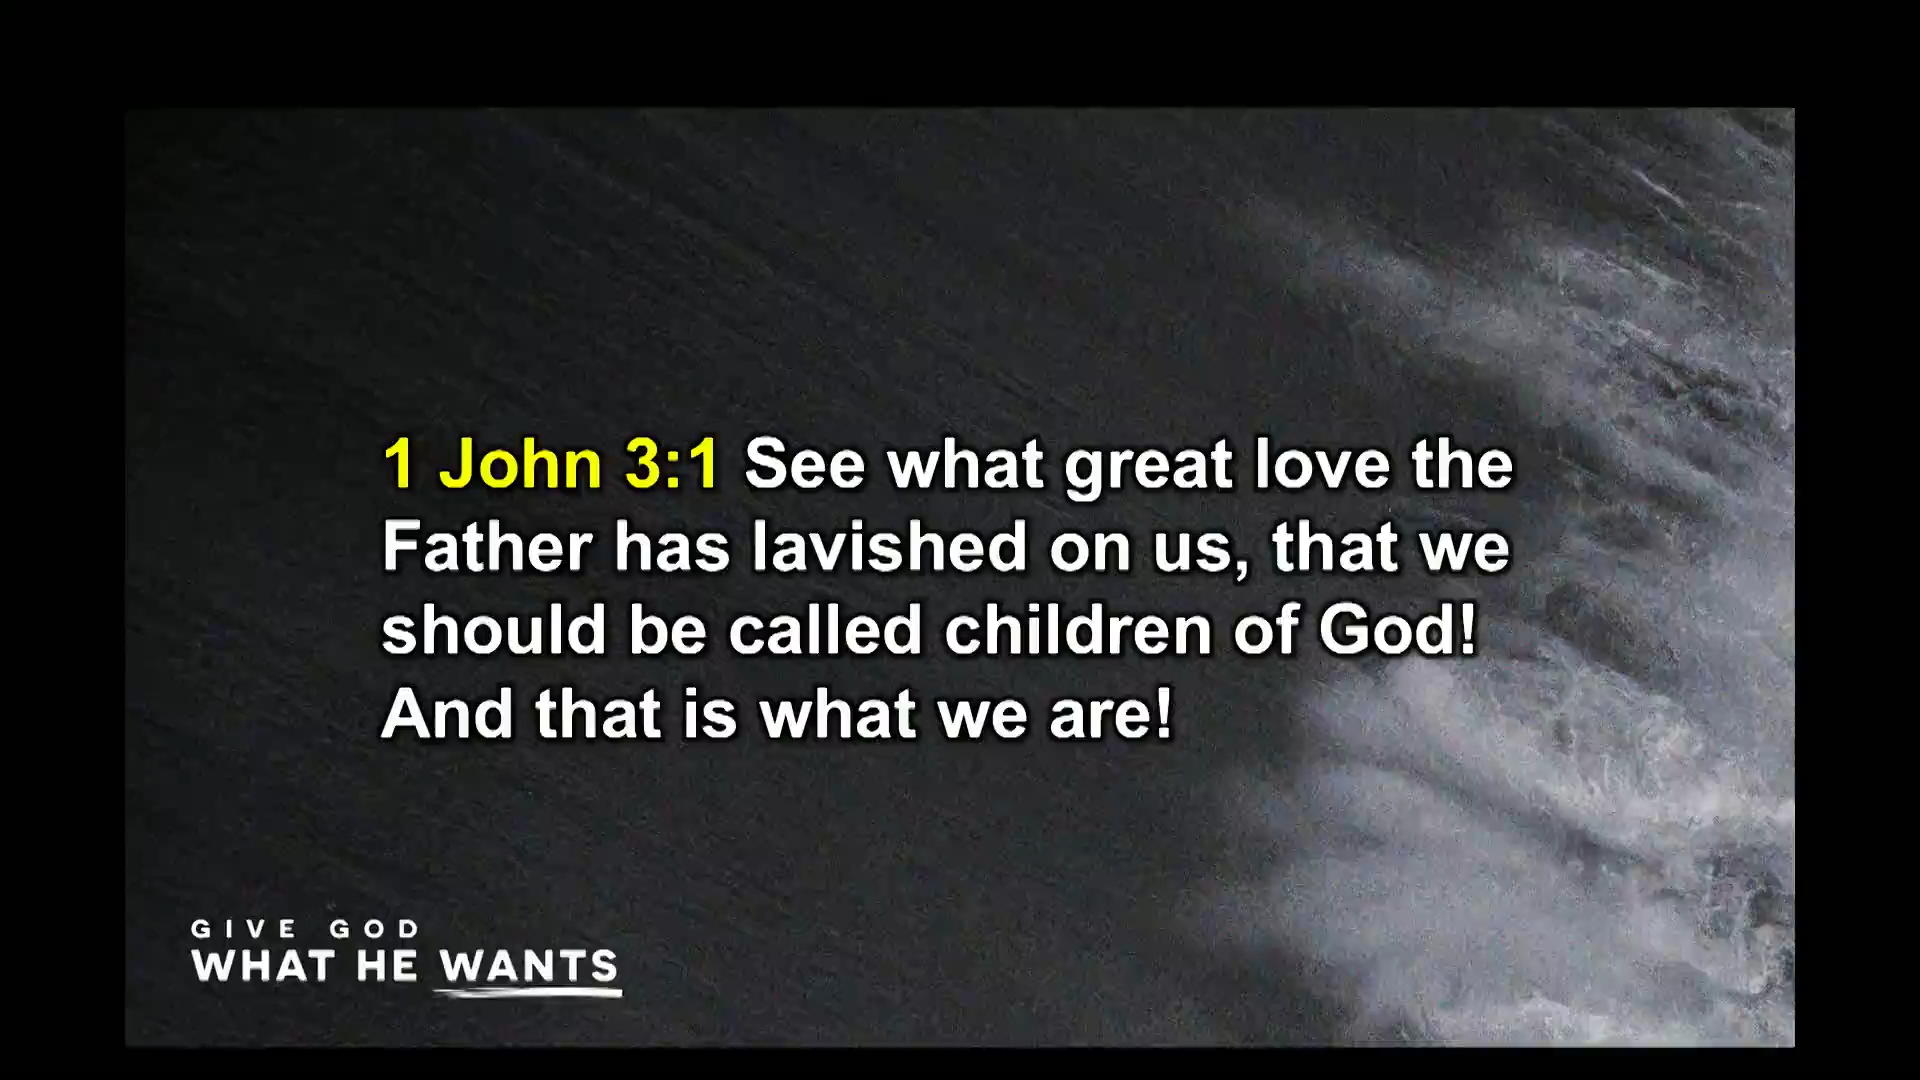 1 John 3:1 See what great love the
Father has lavished on us, that we
should be called children of God!
And that is what we are!
GIVE GOD
WHAT HE WANTS